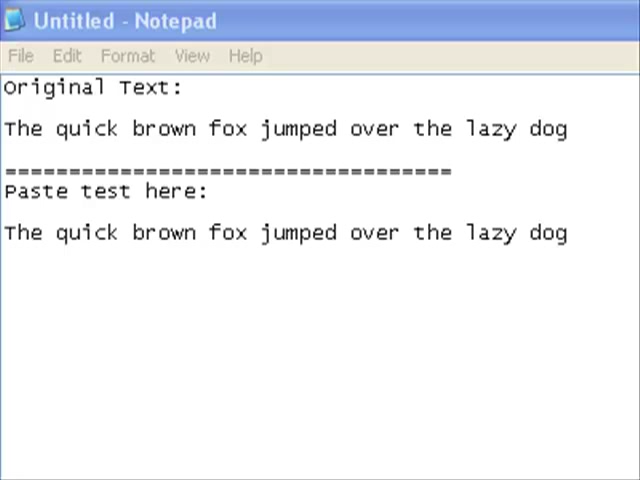 Untitled - Notepad
File Edit Format View Help
Original Text:
The quick brown fox jumped over the lazy dog
===================================
Paste test here:
The quick brown fox jumped over the lazy dog